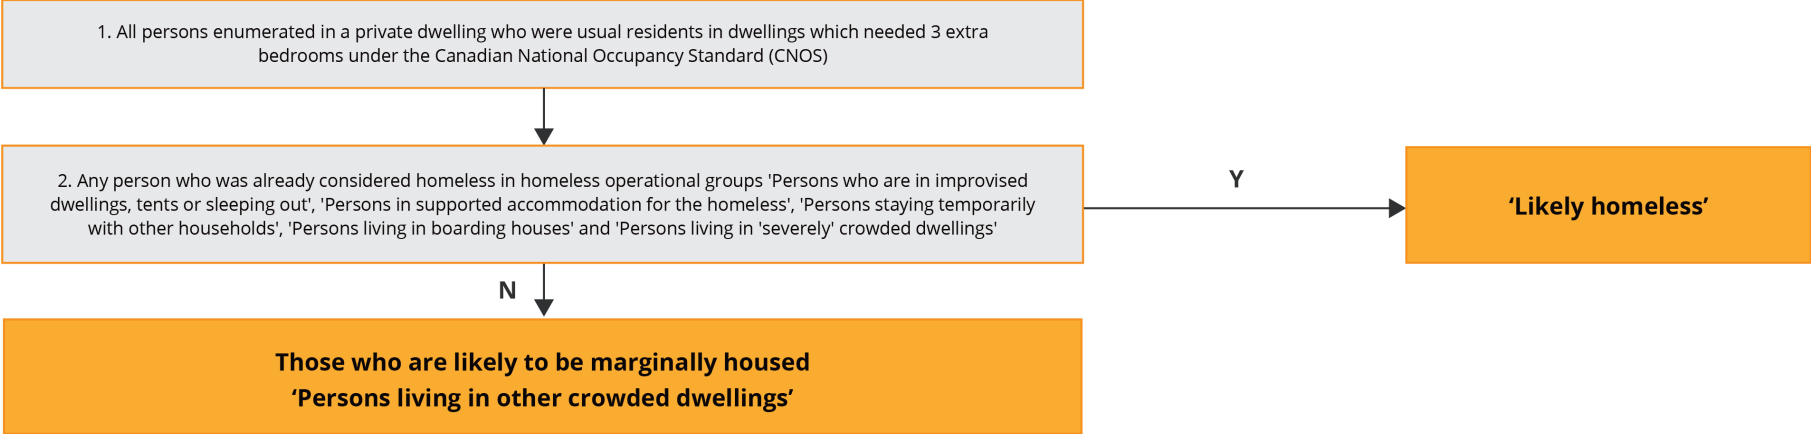 1. All persons enumerated in a private dwelling who were usual residents in dwellings which needed 3 extra
bedrooms under the Canadian National Occupancy Standard (CNOS)
2. Any person who was already considered homeless in homeless operational groups 'Persons who are in improvised
dwellings, tents or sleeping out', 'Persons in supported accommodation for the homeless', 'Persons staying temporarily
with other households', 'Persons living in boarding houses' and 'Persons living in 'severely' crowded dwellings'
Y
‘Likely homeless’
N
Those who are likely to be marginally housed
‘Persons living in other crowded dwellings’